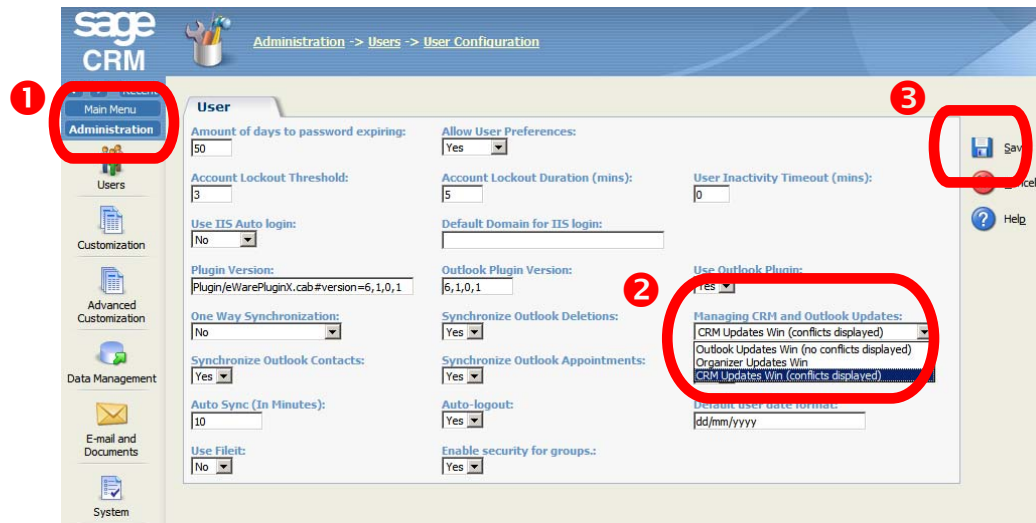 sage
CRM
Administration -> Users -> User Configuration
1
Recent
Main Menu
Administration
Users
Customization
Advanced
Customization
Data Management
E-mail and
Documents
System
User
Amount of days to password expiring:
50
Allow User Preferences:
Yes
Account Lockout Threshold:
3
Account Lockout Duration (mins):
5
User Inactivity Timeout (mins):
0
Use IIS Auto login:
No
Default Domain for IIS login:
Plugin Version:
Plugin/eWarePluginX.cab#version=6,1,0,1
Outlook Plugin Version:
6,1,0,1
Use Outlook Plugin:
Yes
2
One Way Synchronization:
No
Synchronize Outlook Deletions:
Yes
Managing CRM and Outlook Updates:
CRM Updates Win (conflicts displayed)
Outlook Updates Win (no conflicts displayed)
Organizer Updates Win
CRM Updates Win (conflicts displayed)
Synchronize Outlook Contacts:
Yes
Synchronize Outlook Appointments:
Yes
Auto Sync (In Minutes):
10
Auto-logout:
Yes
Default user date format:
dd/mm/yyyy
Use Fileit:
No
Enable security for groups.:
Yes
3
Sav
Help